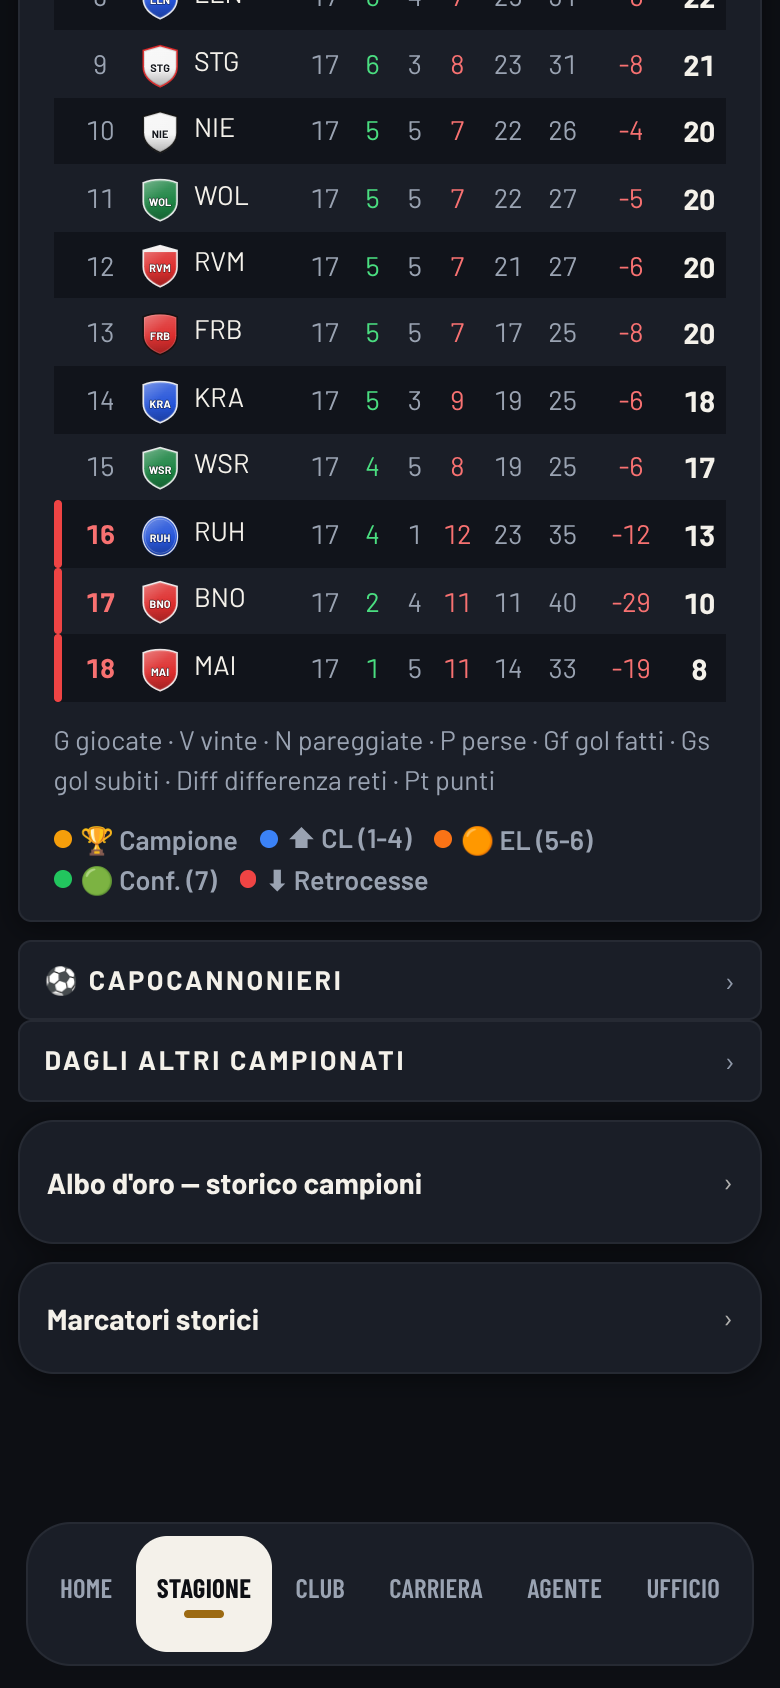 22
9 STG STG 17 6 3 8 23 31 -8 21
10 NIE NIE 17 5 5 7 22 26 -4 20
11 WOL WOL 17 5 5 7 22 27 -5 20
12 RVM RVM 17 5 5 7 21 27 -6 20
13 FRB FRB 17 5 5 7 17 25 -8 20
14 KRA KRA 17 5 3 9 19 25 -6 18
15 WSR WSR 17 4 5 8 19 25 -6 17
16 RUH RUH 17 4 1 12 23 35 -12 13
17 BNO BNO 17 2 4 11 11 40 -29 10
18 MAI MAI 17 1 5 11 14 33 -19 8
G giocate · V vinte · N pareggiate · P perse · Gf gol fatti · Gs
gol subiti · Diff differenza reti · Pt punti
Campione CL (1-4) EL (5-6)
Conf. (7) Retrocesse
CAPOCANNONIERI
DAGLI ALTRI CAMPIONATI
Albo d'oro — storico campioni
Marcatori storici
HOME STAGIONE CLUB CARRIERA AGENTE UFFICIO